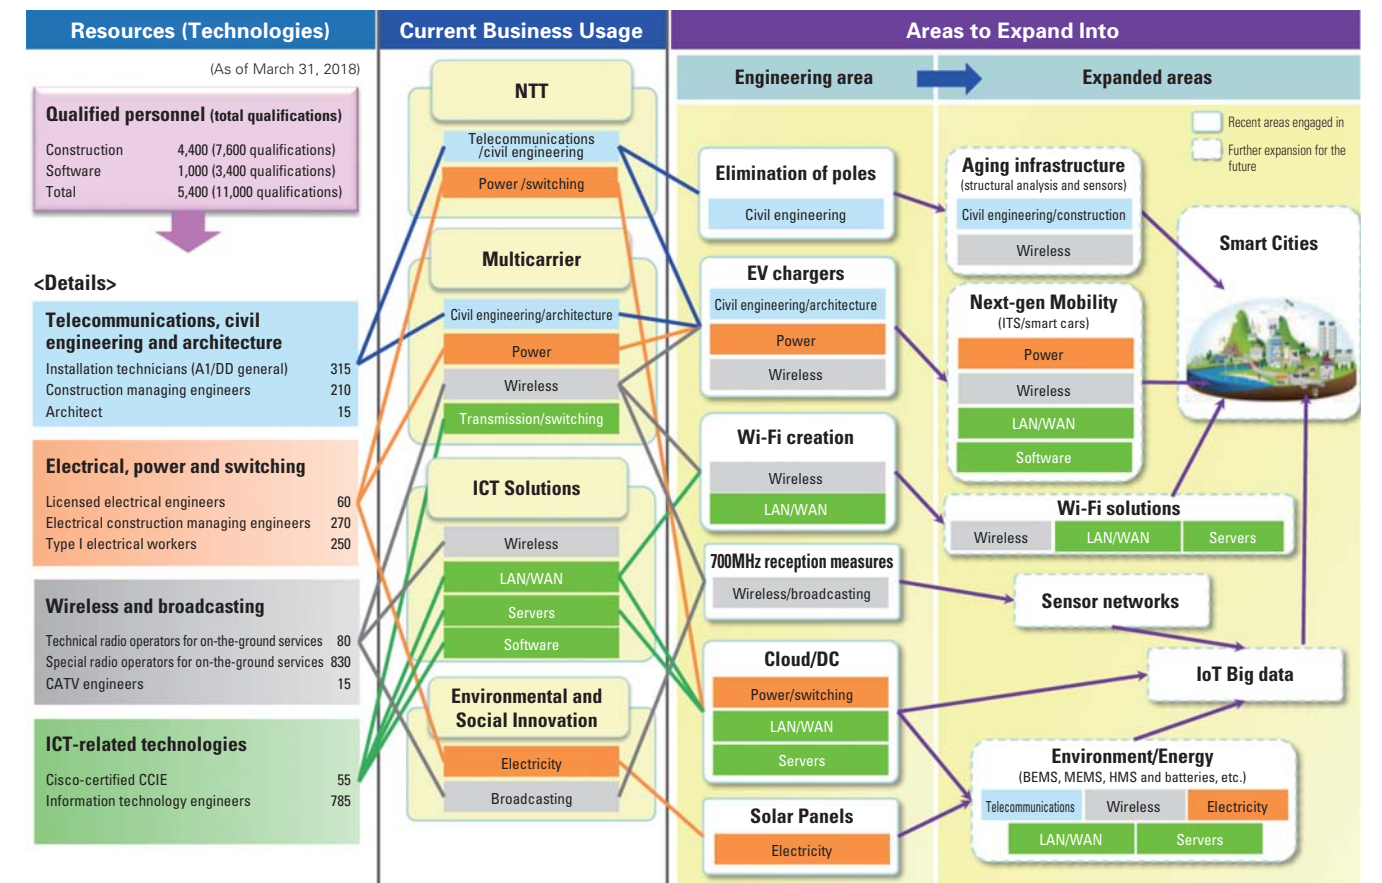 Resources (Technologies)
Current Business Usage
Areas to Expand Into
(As of March 31, 2018)
Qualified personnel (total qualifications)
Construction 4,400 (7,600 qualifications)
Software 1,000 (3,400 qualifications)
Total 5,400 (11,000 qualifications)
<Details>
Telecommunications, civil
engineering and architecture
Installation technicians (A1/DD general) 315
Construction managing engineers 210
Architect 15
Electrical, power and switching
Licensed electrical engineers 60
Electrical construction managing engineers 270
Type I electrical workers 250
Wireless and broadcasting
Technical radio operators for on-the-ground services 80
Special radio operators for on-the-ground services 830
CATV engineers 15
ICT-related technologies
Cisco-certified CCIE 55
Information technology engineers 785
NTT
Telecommunications
/civil engineering
Power /switching
Multicarrier
Civil engineering/architecture
Power
Wireless
Transmission/switching
ICT Solutions
Wireless
LAN/WAN
Servers
Software
Environmental and
Social Innovation
Electricity
Broadcasting
Engineering area
Expanded areas
Recent areas engaged in
Further expansion for the
future
Elimination of poles
Civil engineering
EV chargers
Civil engineering/architecture
Power
Wireless
Wi-Fi creation
Wireless
LAN/WAN
700MHz reception measures
Wireless/broadcasting
Cloud/DC
Power/switching
LAN/WAN
Servers
Solar Panels
Electricity
Aging infrastructure
(structural analysis and sensors)
Civil engineering/construction
Wireless
Next-gen Mobility
(ITS/smart cars)
Power
Wireless
LAN/WAN
Software
Wi-Fi solutions
Wireless LAN/WAN Servers
Sensor networks
IoT Big data
Environment/Energy
(BEMS, MEMS, HMS and batteries, etc.)
Telecommunications Wireless Electricity
LAN/WAN Servers
Smart Cities